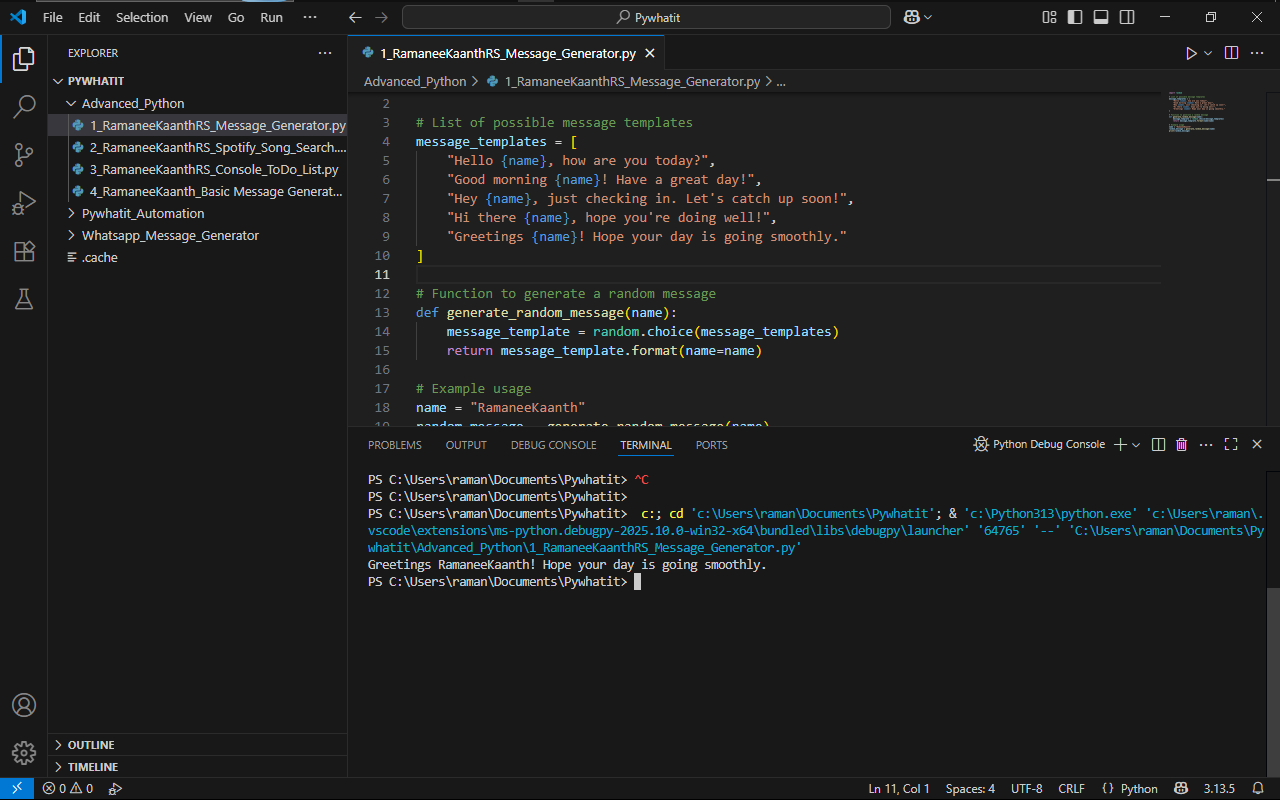 File Edit Selection View Go Run ···
Pywhatit
EXPLORER ···
PYWHATIT
Advanced_Python
1_RamaneeKaanthRS_Message_Generator.py
2_RamaneeKaanthRS_Spotify_Song_Search....
3_RamaneeKaanthRS_Console_ToDo_List.py
4_RamaneeKaanth_Basic Message Generat...
Pywhatit_Automation
Whatsapp_Message_Generator
.cache
OUTLINE
TIMELINE
1_RamaneeKaanthRS_Message_Generator.py
Advanced_Python > 1_RamaneeKaanthRS_Message_Generator.py > ...
2
3 # List of possible message templates
4 message_templates = [
5 "Hello {name}, how are you today?",
6 "Good morning {name}! Have a great day!",
7 "Hey {name}, just checking in. Let's catch up soon!",
8 "Hi there {name}, hope you're doing well!",
9 "Greetings {name}! Hope your day is going smoothly."
10 ]
11
12 # Function to generate a random message
13 def generate_random_message(name):
14 message_template = random.choice(message_templates)
15 return message_template.format(name=name)
16
17 # Example usage
18 name = "RamaneeKaanth"
19 random_message = generate_random_message(name)
PROBLEMS OUTPUT DEBUG CONSOLE TERMINAL PORTS
Python Debug Console
PS C:\Users\raman\Documents\Pywhatit> ^C
PS C:\Users\raman\Documents\Pywhatit>
PS C:\Users\raman\Documents\Pywhatit>  c:; cd 'c:\Users\raman\Documents\Pywhatit'; & 'c:\Python313\python.exe' 'c:\Users\raman\.
vscode\extensions\ms-python.debugpy-2025.10.0-win32-x64\bundled\libs\debugpy\launcher' '64765' '--' 'C:\Users\raman\Documents\Py
whatit\Advanced_Python\1_RamaneeKaanthRS_Message_Generator.py'
Greetings RamaneeKaanth! Hope your day is going smoothly.
PS C:\Users\raman\Documents\Pywhatit>
0 0
Ln 11, Col 1 Spaces: 4 UTF-8 CRLF {} Python 3.13.5